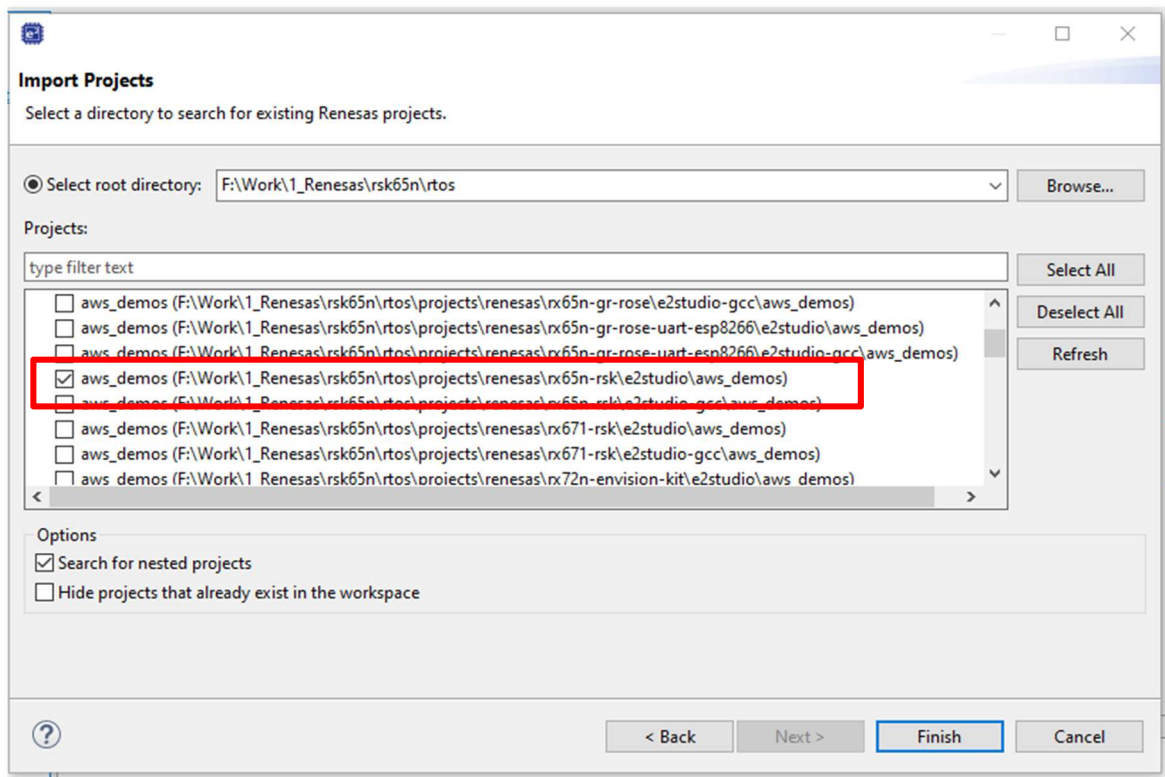 Import Projects
Select a directory to search for existing Renesas projects.
Select root directory: F:\Work\1_Renesas\rsk65n\rtos Browse...
Projects:
type filter text
Select All
aws_demos (F:\Work\1_Renesas\rsk65n\rtos\projects\renesas\rx65n-gr-rose\e2studio-gcc\aws_demos)
Deselect All
aws_demos (F:\Work\1_Renesas\rsk65n\rtos\projects\renesas\rx65n-gr-rose-uart-esp8266\e2studio\aws_demos)
aws_demos (F:\Work\1_Renesas\rsk65n\rtos\projects\renesas\rx65n-gr-rose-uart-esp8266\e2studio-gcc\aws_demos)
Refresh
aws_demos (F:\Work\1_Renesas\rsk65n\rtos\projects\renesas\rx65n-rsk\e2studio\aws_demos)
aws_demos (F:\Work\1_Renesas\rsk65n\rtos\projects\renesas\rx65n-rsk\e2studio-gcc\aws_demos)
aws_demos (F:\Work\1_Renesas\rsk65n\rtos\projects\renesas\rx671-rsk\e2studio\aws_demos)
aws_demos (F:\Work\1_Renesas\rsk65n\rtos\projects\renesas\rx671-rsk\e2studio-gcc\aws_demos)
aws_demos (F:\Work\1_Renesas\rsk65n\rtos\projects\renesas\rx72n-envision-kit\e2studio\aws_demos)
Options
Search for nested projects
Hide projects that already exist in the workspace
? < Back Next > Finish Cancel